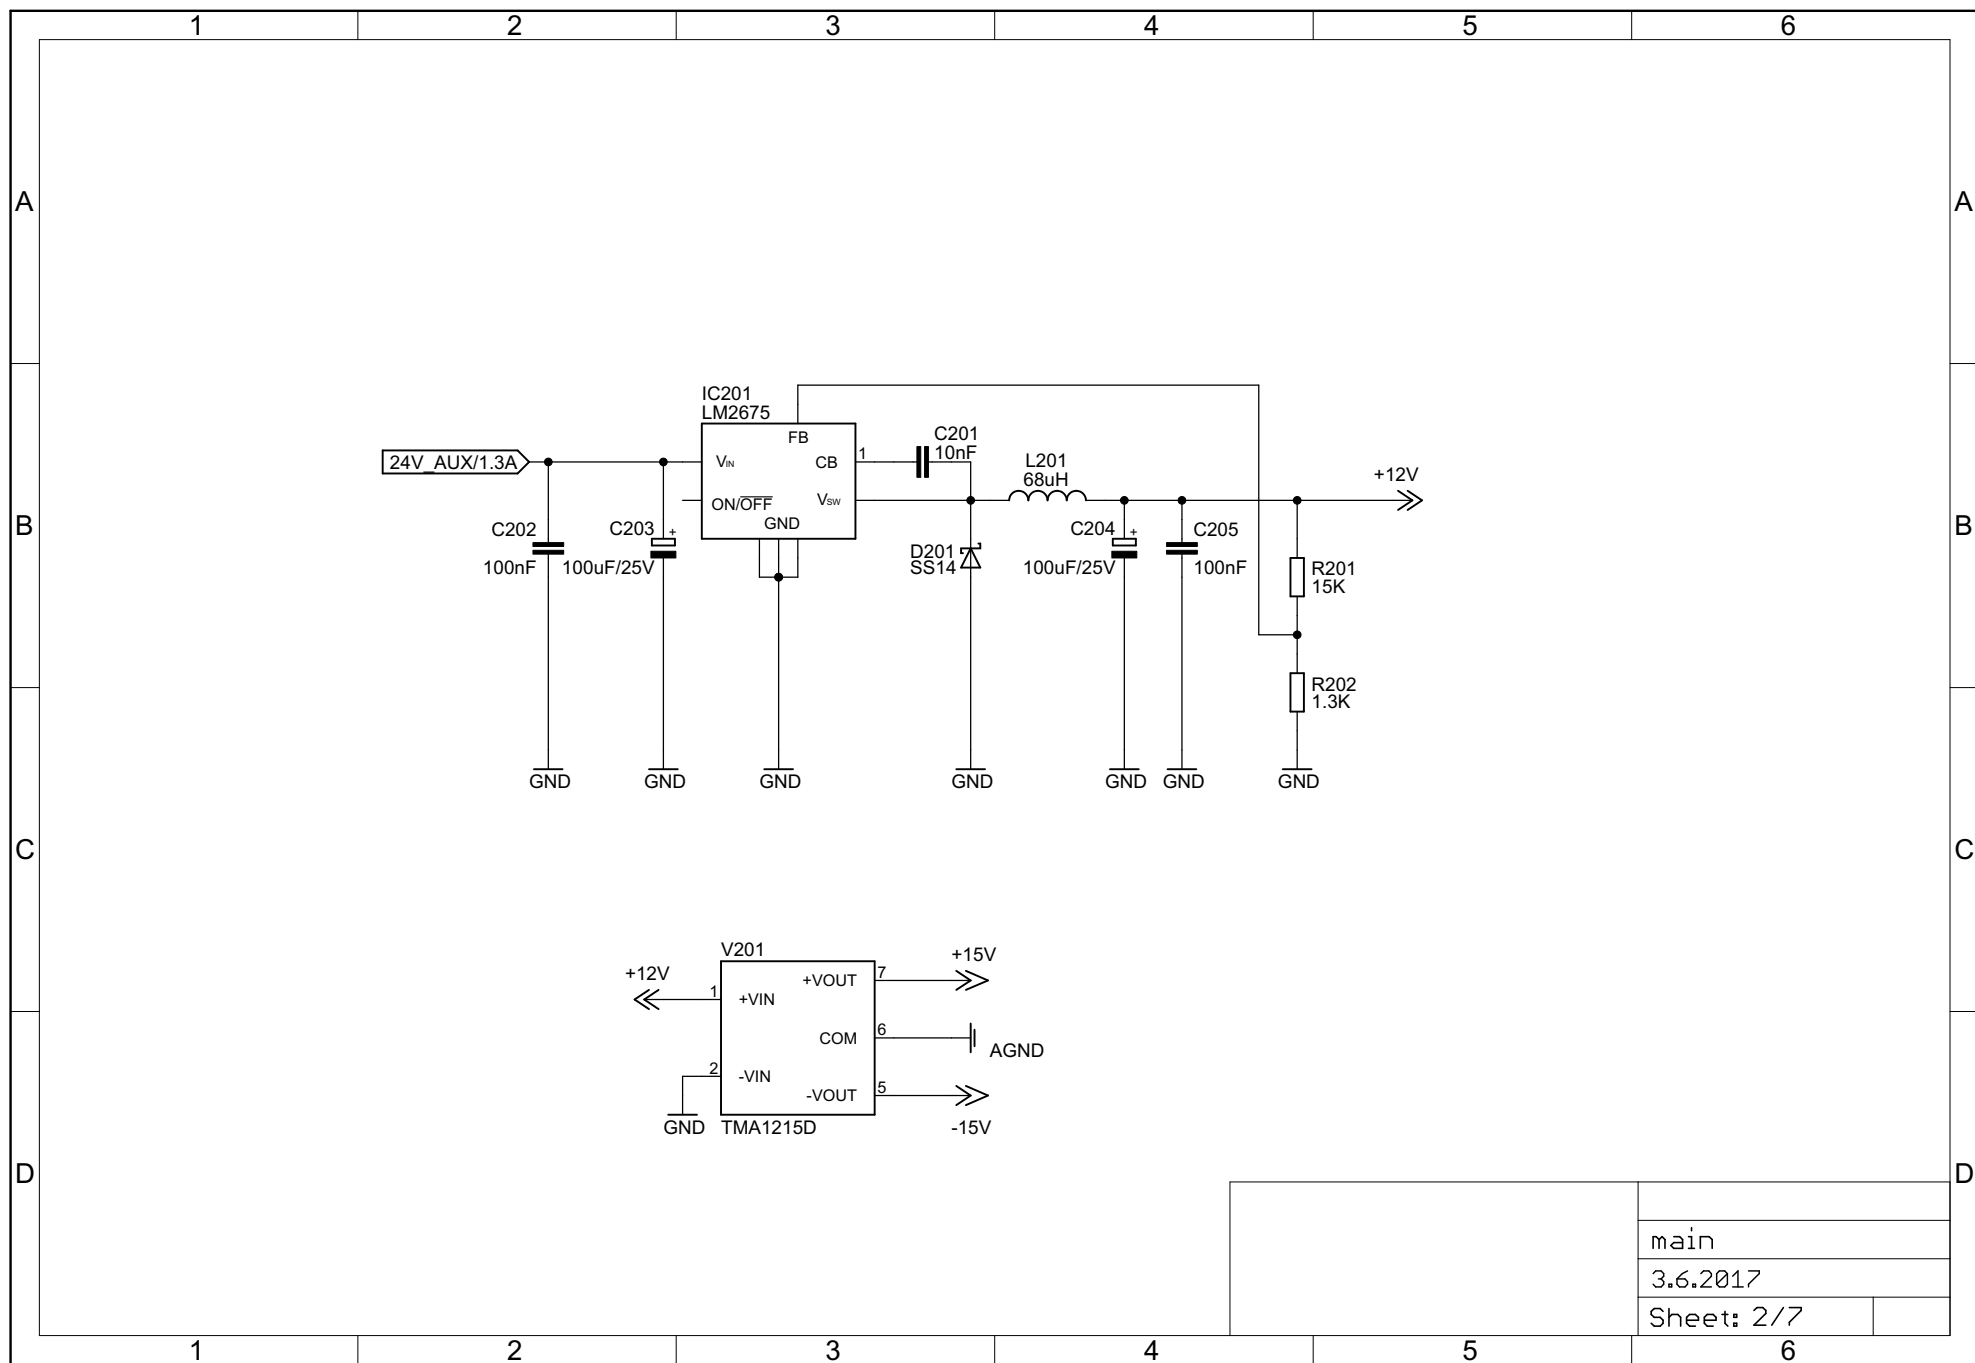 1 2 3 4 5 6
A A
IC201
LM2675
FB
C201
10nF
24V_AUX/1.3A
VIN
CB
1
L201
68uH
+12V
ON/OFF
VSW
GND
C202
100nF
C203
+
100uF/25V
D201
SS14
C204
+
100uF/25V
C205
100nF
R201
15K
B B
R202
1.3K
GND GND GND GND GND GND GND
C C
V201
+12V
1
+VIN
+VOUT
7
+15V
COM
6
AGND
2
-VIN
-VOUT
5
-15V
GND
TMA1215D
D D
main
3.6.2017
Sheet: 2/7
1 2 3 4 5 6